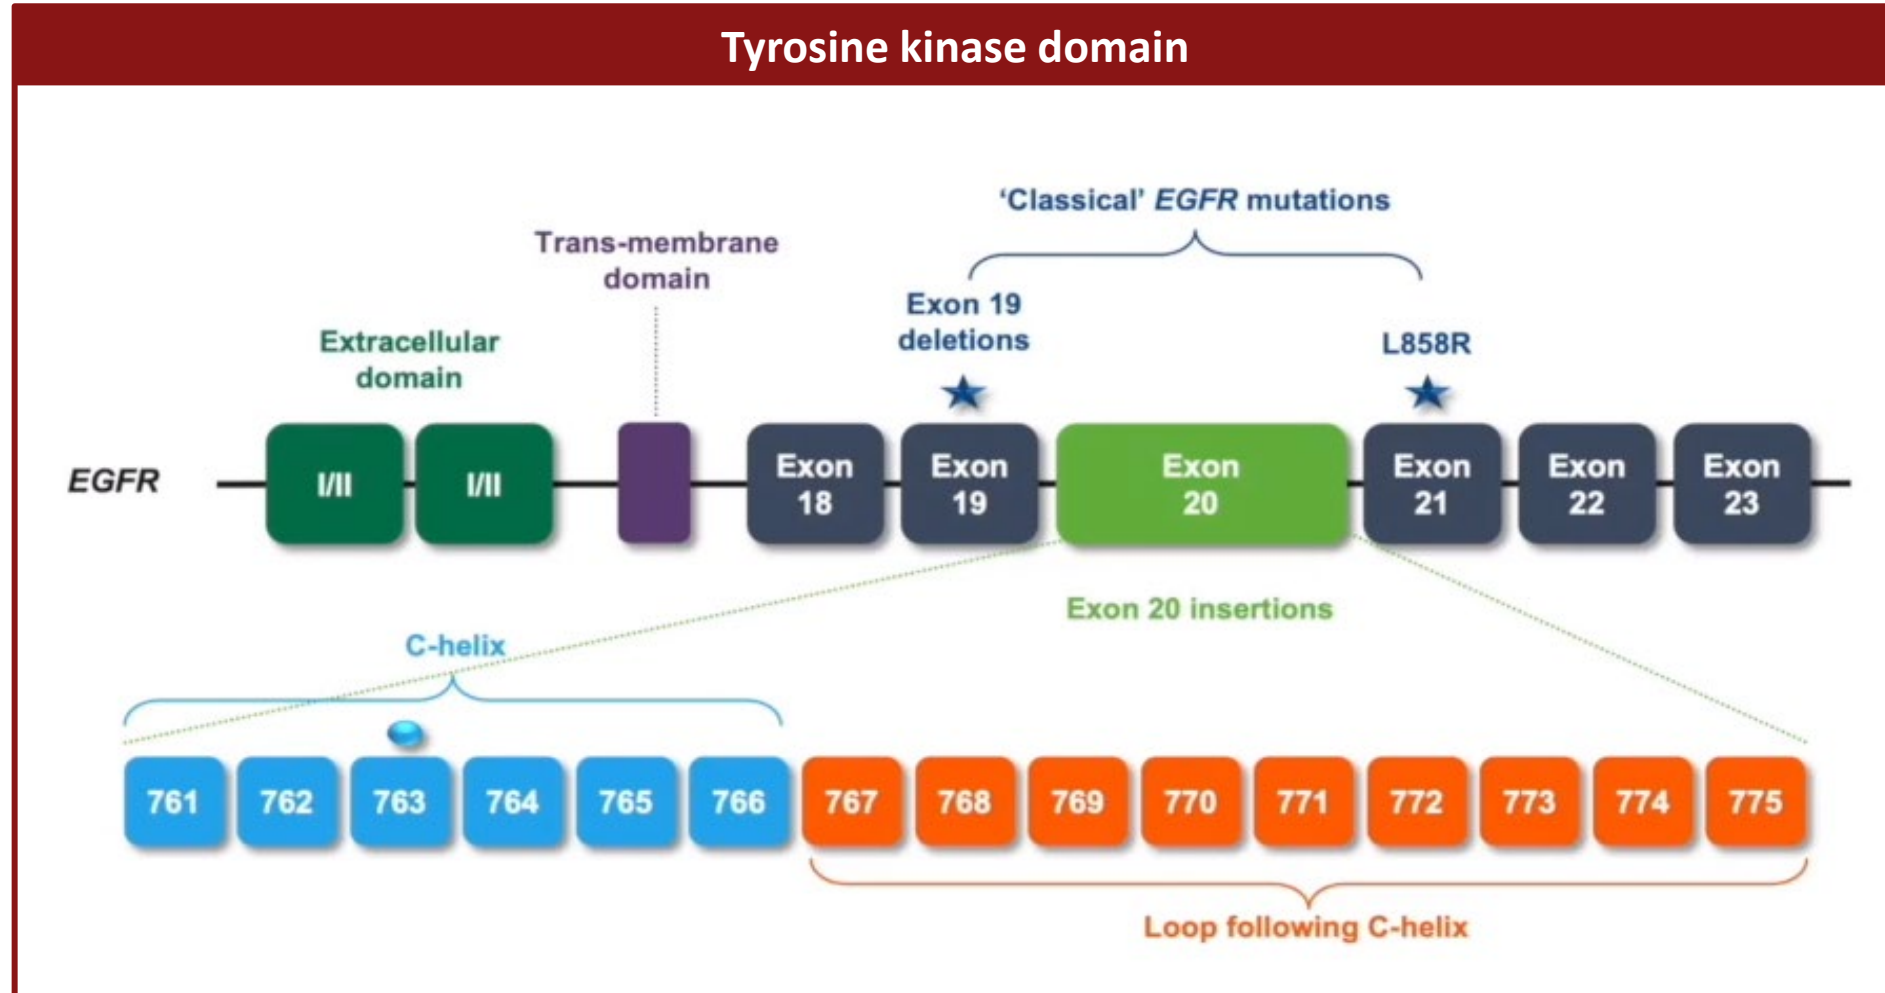 Tyrosine kinase domain
‘Classical’ EGFR mutations
Trans-membrane
domain
Exon 19
deletions
L858R
Extracellular
domain
EGFR
I/II
I/II
Exon
18
Exon
19
Exon
20
Exon
21
Exon
22
Exon
23
Exon 20 insertions
C-helix
761 762 763 764 765 766 767 768 769 770 771 772 773 774 775
Loop following C-helix